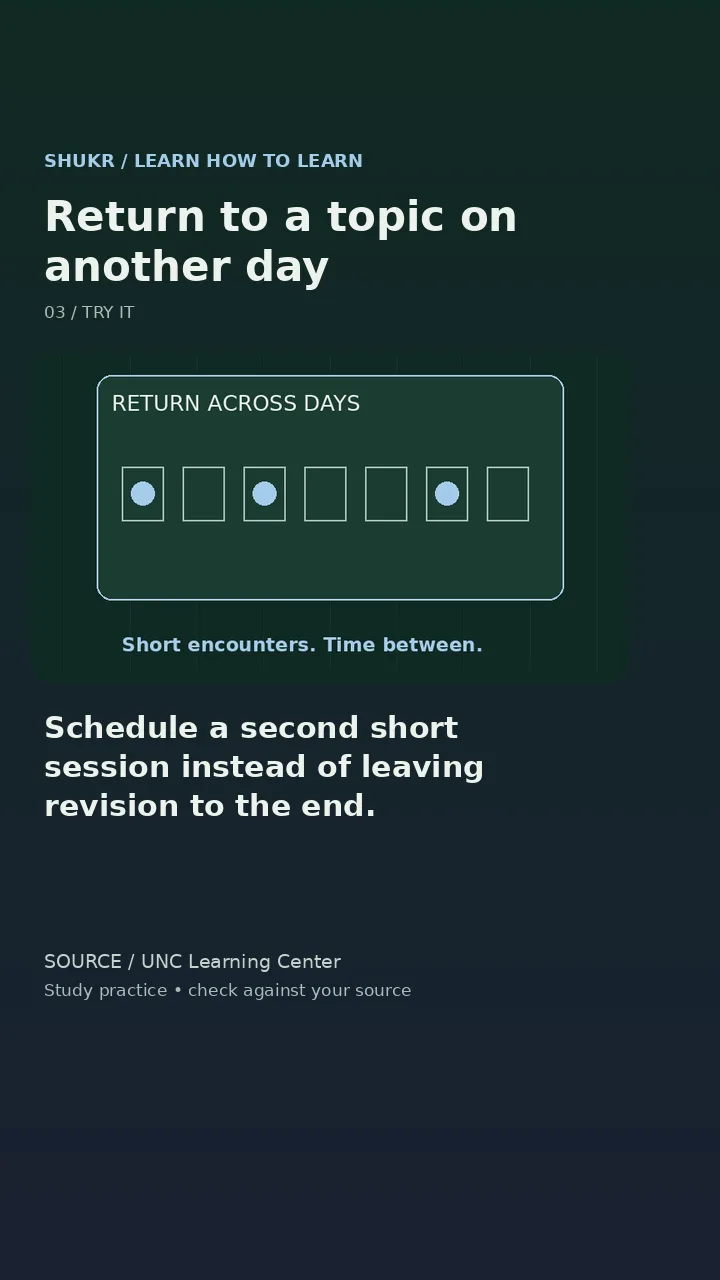 SHUKR / LEARN HOW TO LEARN
Return to a topic on
another day
03 / TRY IT
RETURN ACROSS DAYS
Short encounters. Time between.
Schedule a second short
session instead of leaving
revision to the end.
SOURCE / UNC Learning Center
Study practice • check against your source